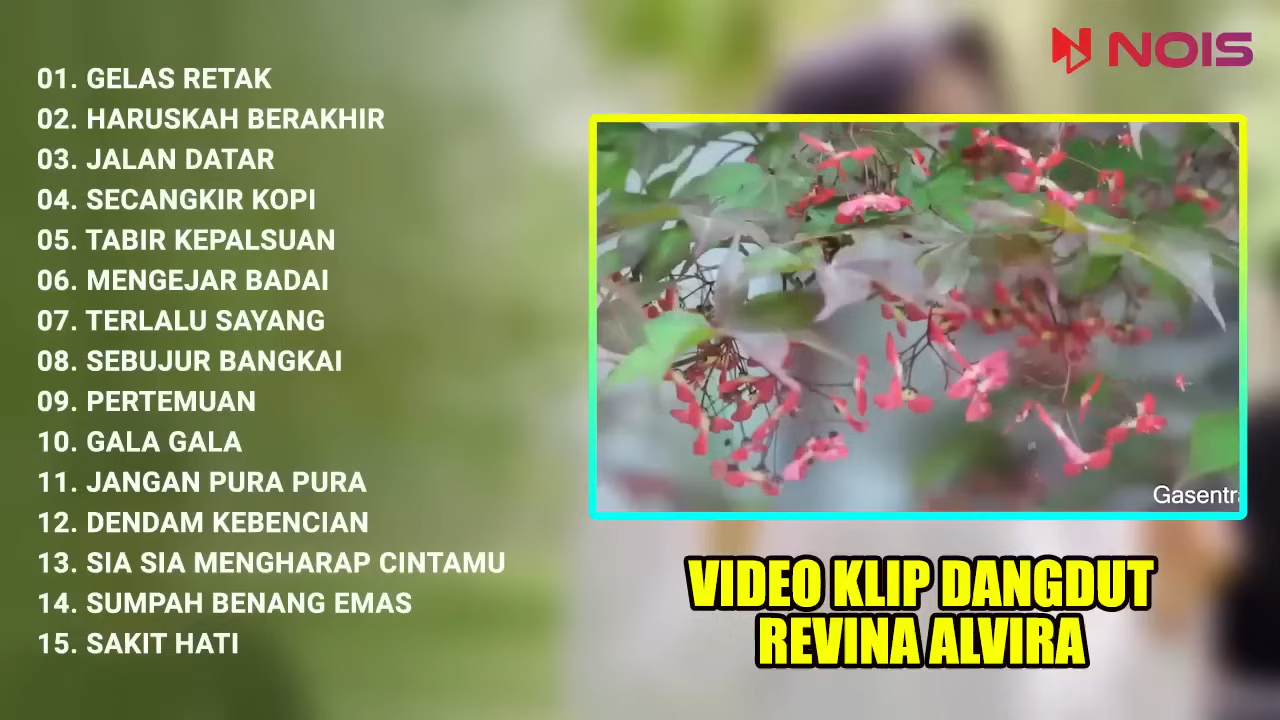 NOIS
01. GELAS RETAK
02. HARUSKAH BERAKHIR
03. JALAN DATAR
04. SECANGKIR KOPI
05. TABIR KEPALSUAN
06. MENGEJAR BADAI
07. TERLALU SAYANG
08. SEBUJUR BANGKAI
09. PERTEMUAN
10. GALA GALA
11. JANGAN PURA PURA
12. DENDAM KEBENCIAN
13. SIA SIA MENGHARAP CINTAMU
14. SUMPAH BENANG EMAS
15. SAKIT HATI
VIDEO KLIP DANGDUT
REVINA ALVIRA